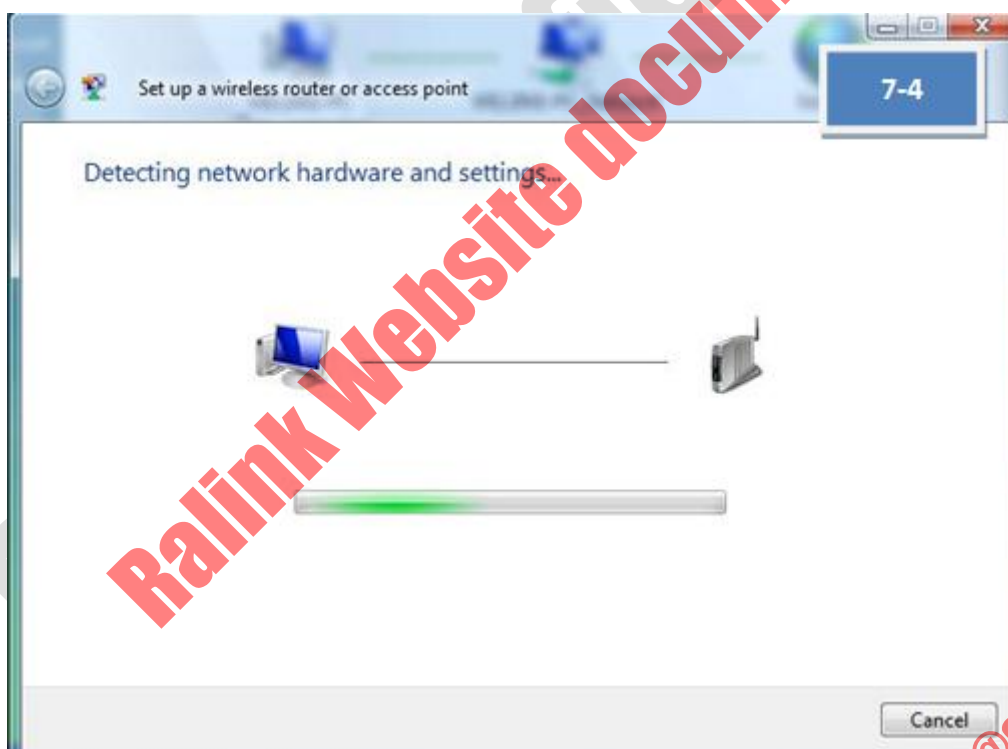 Set up a wireless router or access point
7-4
Detecting network hardware and settings...
Ralink Website docum
Cancel